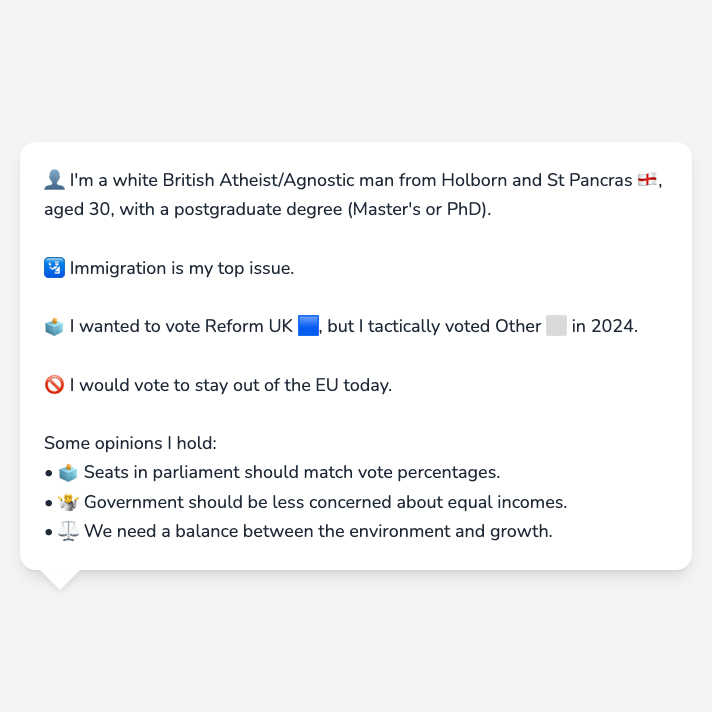 👤 I'm a white British Atheist/Agnostic man from Holborn and St Pancras 🏴󠁧󠁢󠁥󠁮󠁧󠁿,
aged 30, with a postgraduate degree (Master's or PhD).
🛂 Immigration is my top issue.
🗳️ I wanted to vote Reform UK 🟦, but I tactically voted Other ⬜ in 2024.
🚫 I would vote to stay out of the EU today.
Some opinions I hold:
• 🗳️ Seats in parliament should match vote percentages.
• 🤷 Government should be less concerned about equal incomes.
• ⚖️ We need a balance between the environment and growth.